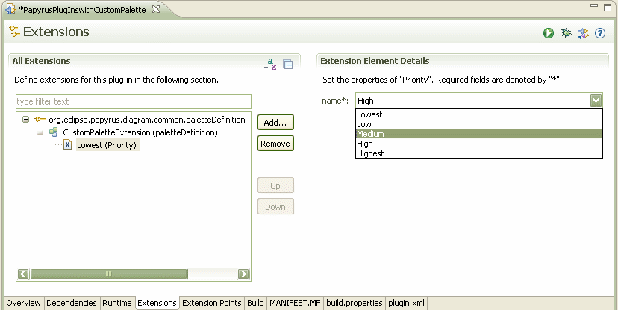 *PapyrusPlugInswithCustomPalette
Extensions
All Extensions
Define extensions for this plug-in in the following section.
type filter text
org.eclipse.papyrus.diagram.common.paletteDefinition
CustomPaletteExtension (paletteDefinition)
Lowest (Priority)
Add...
Remove
Up
Down
Extension Element Details
Set the properties of "Priority". Required fields are denoted by "*".
name*: High
Lowest
Low
Medium
High
Highest
Overview Dependencies Runtime Extensions Extension Points Build MANIFEST.MF build.properties plugin.xml